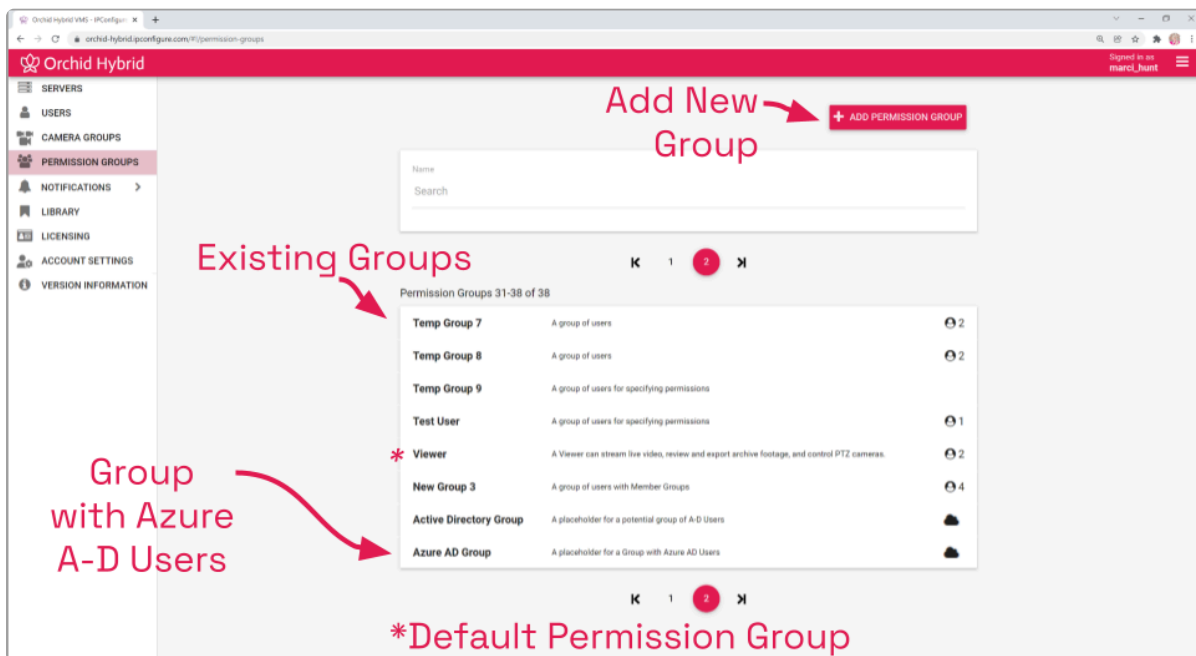 Orchid Hybrid VMS - IPConfigur
orchid-hybrid.ipconfigure.com/#!/permission-groups
Orchid Hybrid
Signed in as
marci_hunt
SERVERS
USERS
CAMERA GROUPS
PERMISSION GROUPS
NOTIFICATIONS
LIBRARY
LICENSING
ACCOUNT SETTINGS
VERSION INFORMATION
Add New
Group
+ ADD PERMISSION GROUP
Name
Search
Existing Groups
1 2
Permission Groups 31-38 of 38
Temp Group 7 A group of users 2
Temp Group 8 A group of users 2
Temp Group 9 A group of users for specifying permissions
Test User A group of users for specifying permissions 1
* Viewer A Viewer can stream live video, review and export archive footage, and control PTZ cameras. 2
New Group 3 A group of users with Member Groups 4
Active Directory Group A placeholder for a potential group of A-D Users
Azure AD Group A placeholder for a Group with Azure AD Users
Group
with Azure
A-D Users
1 2
*Default Permission Group